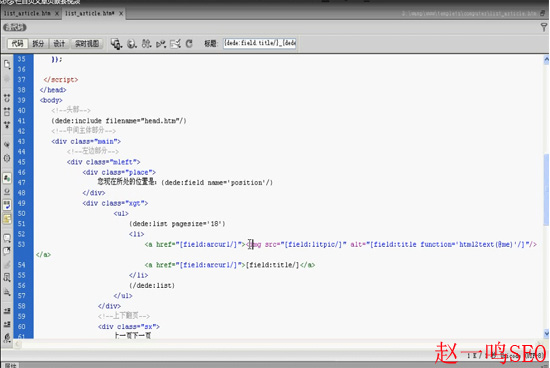 list_article.htm × list_article.htm* ×
代码 拆分 设计 实时视图 标题: {dede:field.title/}_{dede
35 });
36
37 </script>
38 </head>
39 <body>
40 <!--头部-->
41 {dede:include filename="head.htm"/}
42 <!--中间主体部分-->
43 <div class="main">
44 <!--左边部分-->
45 <div class="mleft">
46 <div class="place">
47 您现在所处的位置是：{dede:field name='position'/}
48 </div>
49 <div class="xgt">
50 <ul>
51 {dede:list pagesize='18'}
52 <li>
53 <a href="[field:arcurl/]"><img src="[field:litpic/]" alt="[field:title function='html2text(@me)'/]"/>
</a>
54 <a href="[field:arcurl/]">[field:title/]</a>
55 </li>
56 {/dede:list}
57 </ul>
58 </div>
59 <!--上下翻页-->
60 <div class="sx">
61 上一页下一页
赵一鸣SEO
属性